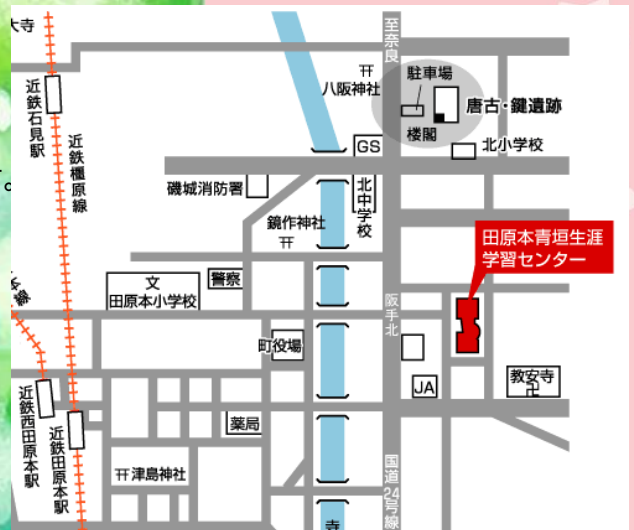 大寺
至奈良
八阪神社
駐車場
唐古・鍵遺跡
楼閣
近鉄石見駅
近鉄橿原線
GS
北小学校
磯城消防署
北中学校
鏡作神社
田原本青垣生涯
学習センター
警察
文
田原本小学校
線
阪手北
町役場
JA
教安寺
近鉄西田原本駅
近鉄田原本駅
薬局
津島神社
国道24号線
寺